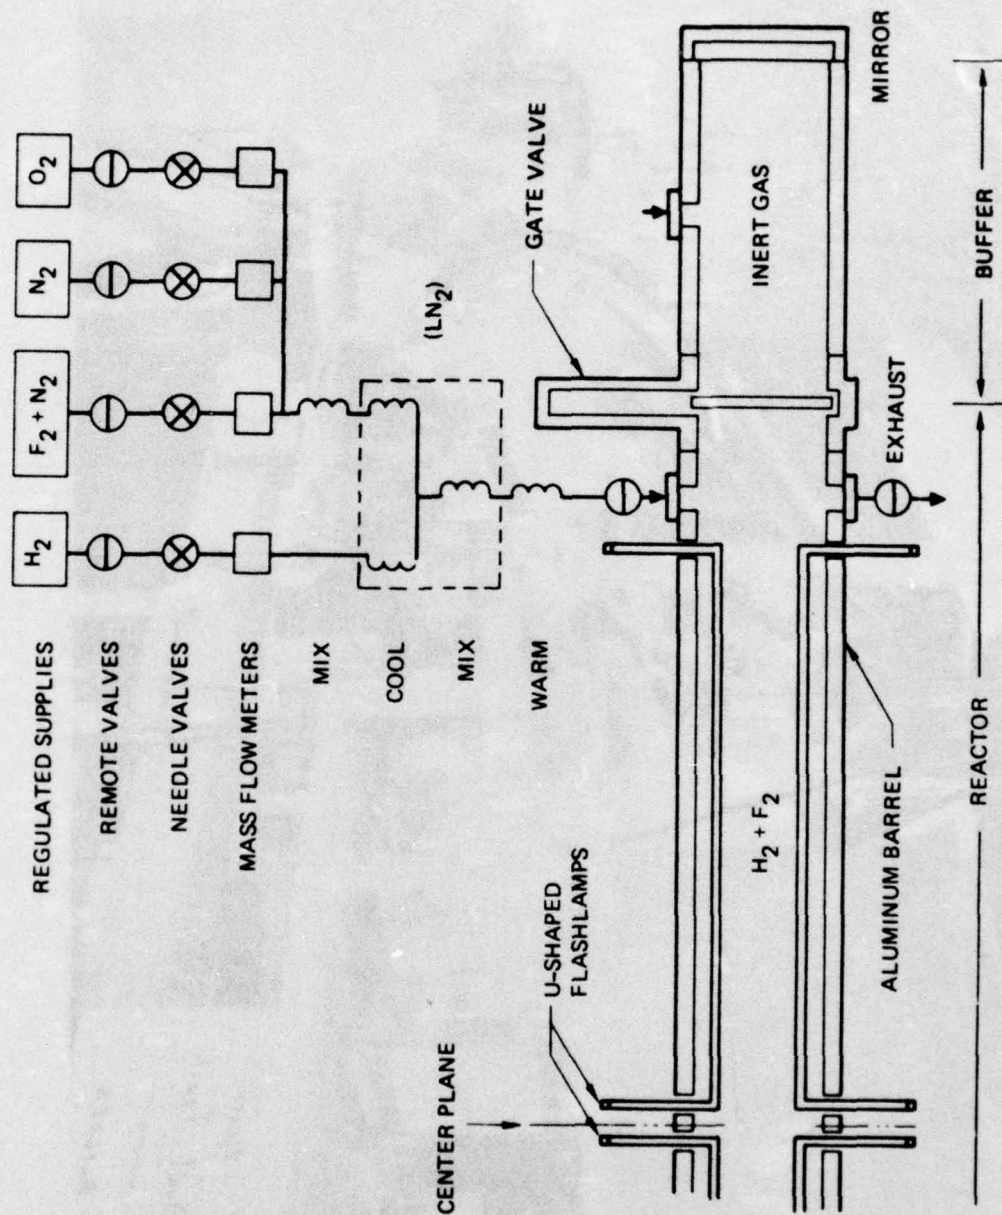 REGULATED SUPPLIES
H2
F2 + N2
N2
O2
REMOTE VALVES
NEEDLE VALVES
MASS FLOW METERS
MIX
COOL
(LN2)
MIX
WARM
CENTER PLANE
U-SHAPED
FLASHLAMPS
GATE VALVE
H2 + F2
INERT GAS
ALUMINUM BARREL
EXHAUST
MIRROR
REACTOR
BUFFER